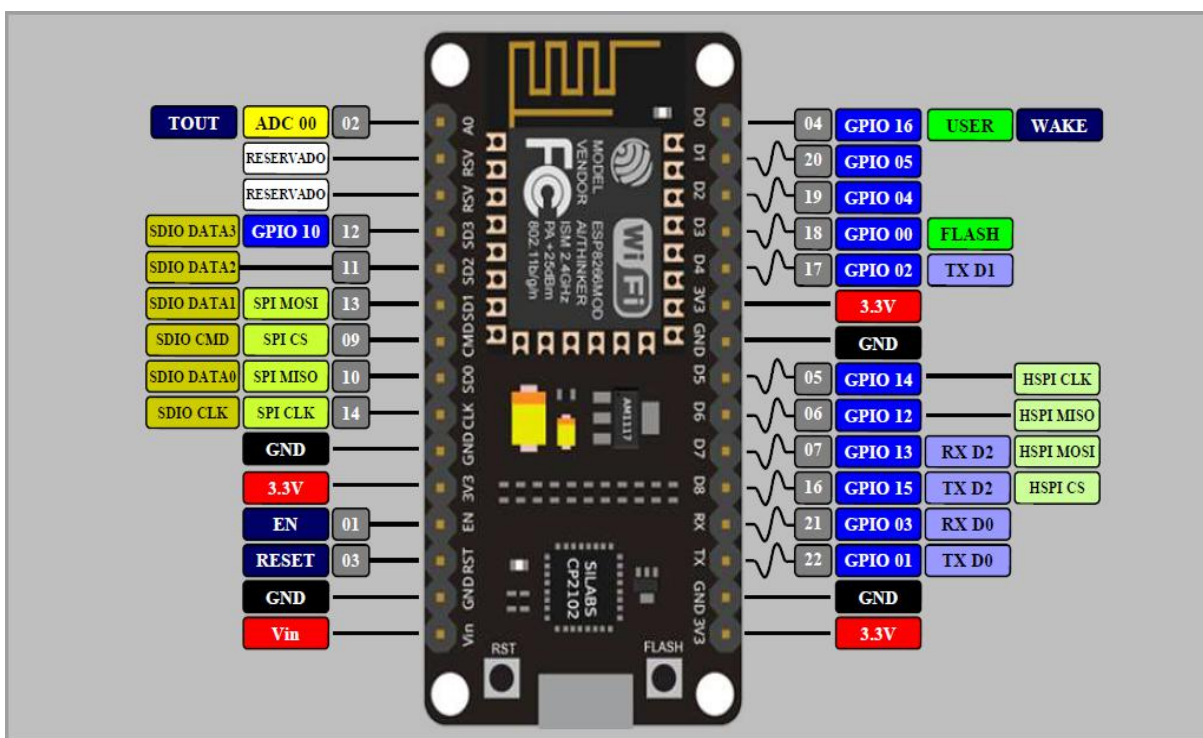 TOUT ADC 00 02 A0
RESERVADO RSV
RESERVADO RSV
SDIO DATA3 GPIO 10 12 SD3
SDIO DATA2 11 SD2
SDIO DATA1 SPI MOSI 13 SD1
SDIO CMD SPI CS 09 CMD
SDIO DATA0 SPI MISO 10 SD0
SDIO CLK SPI CLK 14 CLK
GND GND
3.3V 3V3
EN 01 EN
RESET 03 RST
GND GND
Vin Vin
MODEL
VENDOR
ESP8266MOD
AI/THINKER
ISM 2.4GHz
PA +25dBm
802.11b/g/n
FC
WiFi
AM1117
SILABS
CP2102
RST
FLASH
D0 04 GPIO 16 USER WAKE
D1 20 GPIO 05
D2 19 GPIO 04
D3 18 GPIO 00 FLASH
D4 17 GPIO 02 TX D1
3V3 3.3V
GND GND
D5 05 GPIO 14 HSPI CLK
D6 06 GPIO 12 HSPI MISO
D7 07 GPIO 13 RX D2 HSPI MOSI
D8 16 GPIO 15 TX D2 HSPI CS
RX 21 GPIO 03 RX D0
TX 22 GPIO 01 TX D0
GND GND
3V3 3.3V